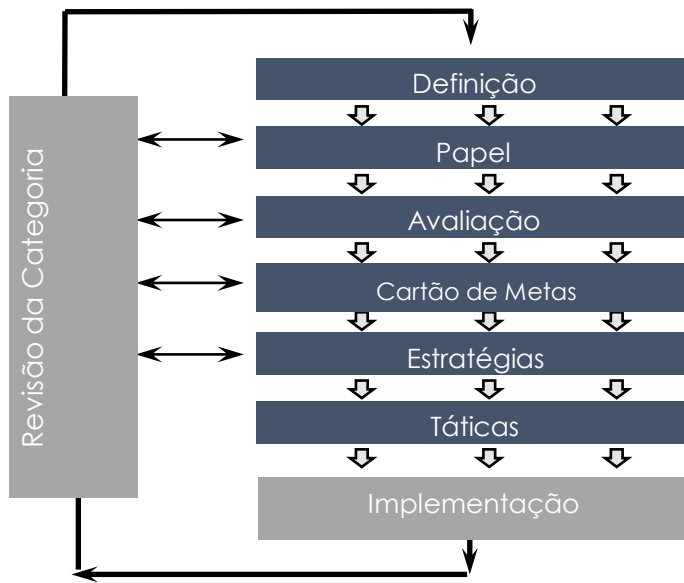 Revisão da Categoria
Definição
Papel
Avaliação
Cartão de Metas
Estratégias
Táticas
Implementação